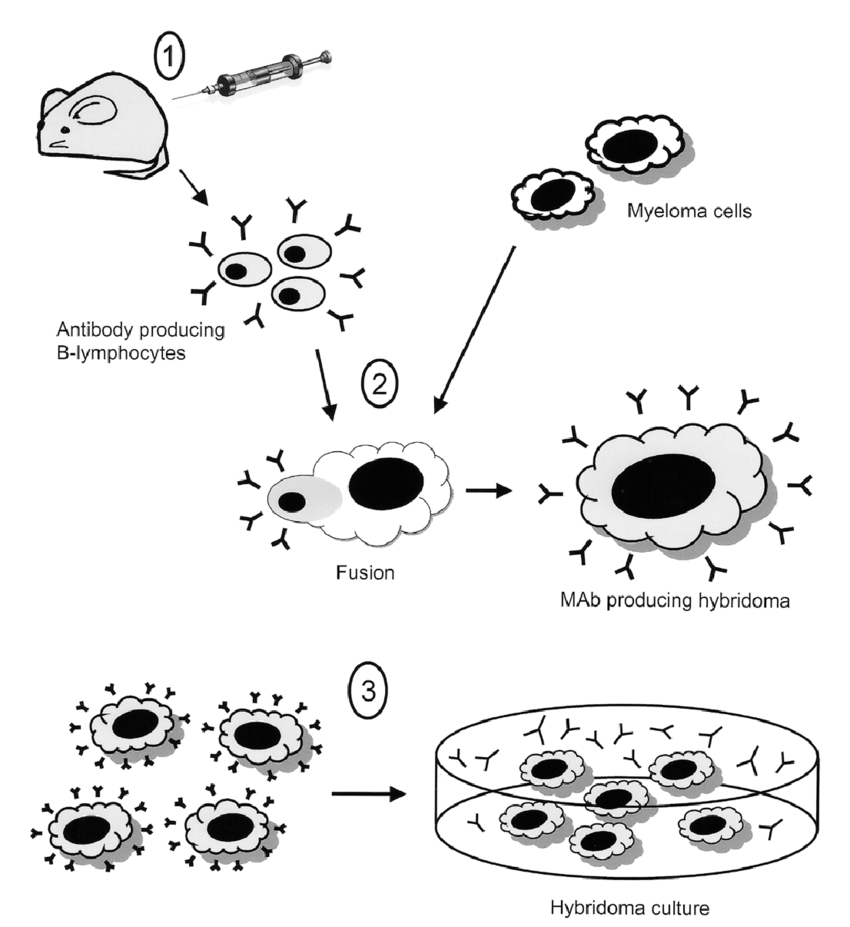 1
Myeloma cells
Antibody producing
B-lymphocytes
2
Fusion
MAb producing hybridoma
3
Hybridoma culture